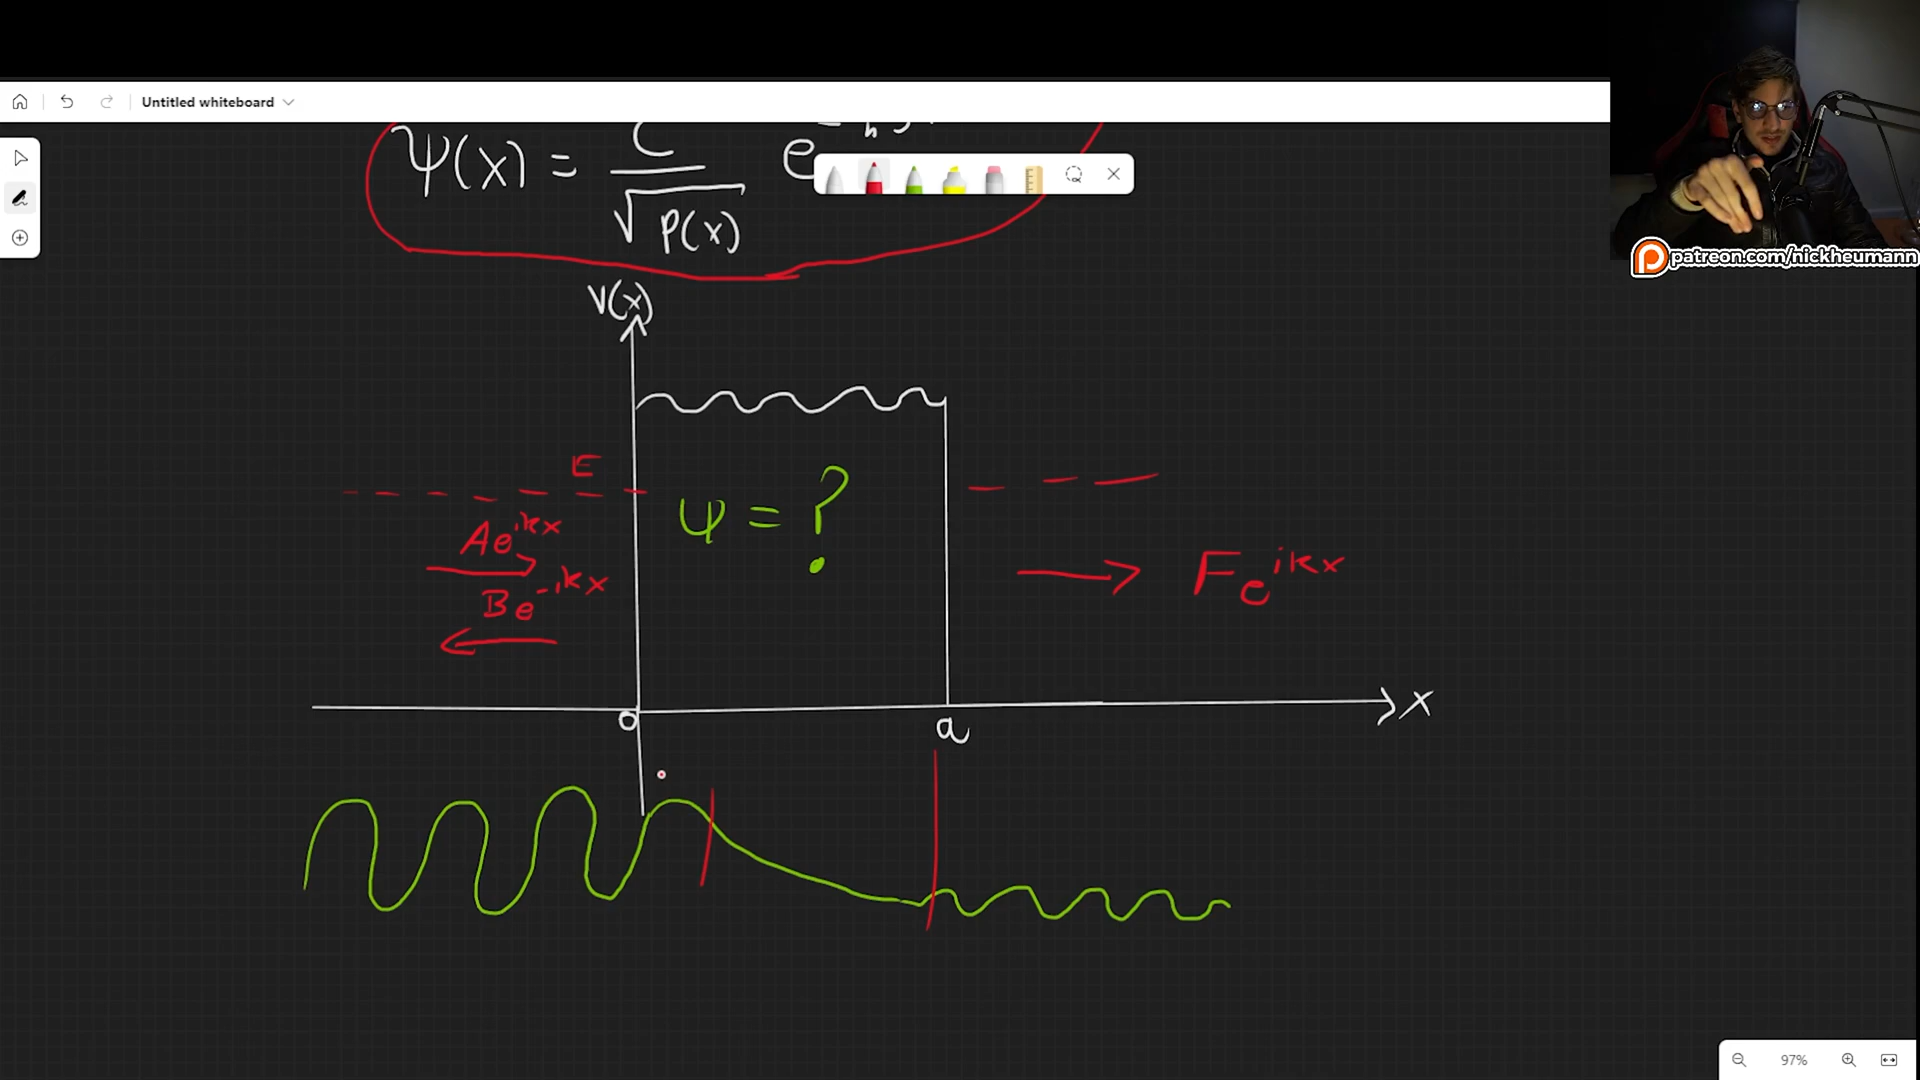 Untitled whiteboard
ψ(x) = C / √p(x) e
patreon.com/nickheumann
V(x)
E
ψ = ?
Ae^{ikx}
Be^{-ikx}
→ Fe^{ikx}
0
a
x
97%